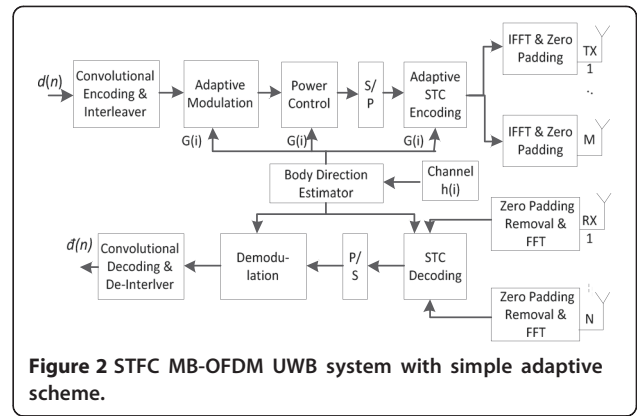 d(n)
Convolutional
Encoding &
Interleaver
Adaptive
Modulation
Power
Control
S/
P
Adaptive
STC
Encoding
IFFT & Zero
Padding
TX
1
IFFT & Zero
Padding
M
G(i)
G(i)
G(i)
Body Direction
Estimator
Channel
h(i)
Zero Padding
Removal &
FFT
RX
1
đ(n)
Convolutional
Decoding &
De-Interlver
Demodu-
lation
P/
S
STC
Decoding
Zero Padding
Removal &
FFT
N
Figure 2 STFC MB-OFDM UWB system with simple adaptive
scheme.